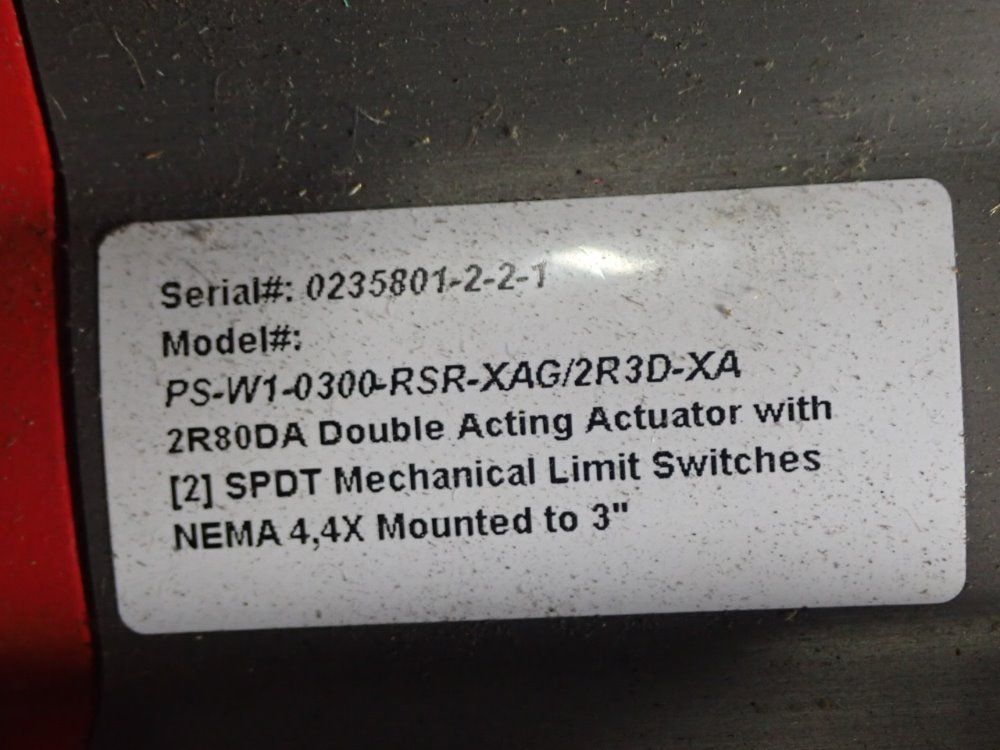 Serial#: 0235801-2-2-1
Model#:
PS-W1-0300-RSR-XAG/2R3D-XA
2R80DA Double Acting Actuator with
[2] SPDT Mechanical Limit Switches
NEMA 4,4X Mounted to 3"